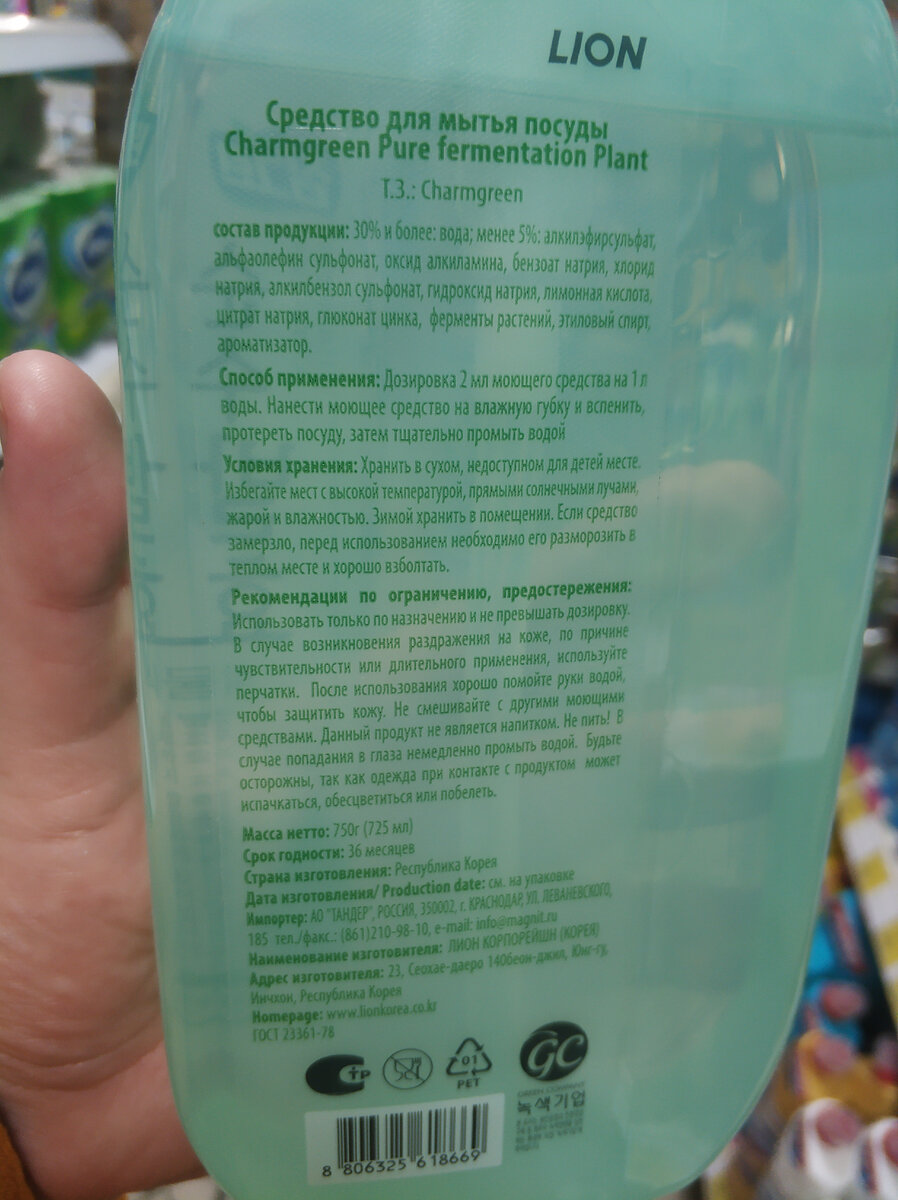 LION
Средство для мытья посуды
Charmgreen Pure fermentation Plant
Т.З.: Charmgreen
состав продукции: 30% и более: вода; менее 5%: алкилэфирсульфат,
альфаолефин сульфонат, оксид алкиламина, бензоат натрия, хлорид
натрия, алкилбензол сульфонат, гидроксид натрия, лимонная кислота,
цитрат натрия, глюконат цинка, ферменты растений, этиловый спирт,
ароматизатор.
Способ применения: Дозировка 2 мл моющего средства на 1 л
воды. Нанести моющее средство на влажную губку и вспенить,
протереть посуду, затем тщательно промыть водой
Условия хранения: Хранить в сухом, недоступном для детей месте.
Избегайте мест с высокой температурой, прямыми солнечными лучами,
жарой и влажностью. Зимой хранить в помещении. Если средство
замерзло, перед использованием необходимо его разморозить в
теплом месте и хорошо взболтать.
Рекомендации по ограничению, предостережения:
Использовать только по назначению и не превышать дозировку.
В случае возникновения раздражения на коже, по причине
чувствительности или длительного применения, используйте
перчатки. После использования хорошо помойте руки водой,
чтобы защитить кожу. Не смешивайте с другими моющими
средствами. Данный продукт не является напитком. Не пить! В
случае попадания в глаза немедленно промыть водой. Будьте
осторожны, так как одежда при контакте с продуктом может
испачкаться, обесцветиться или побелеть.
Масса нетто: 750г (725 мл)
Срок годности: 36 месяцев
Страна изготовления: Республика Корея
Дата изготовления/ Production date: см. на упаковке
Импортер: АО "ТАНДЕР", РОССИЯ, 350002, г. КРАСНОДАР, УЛ. ЛЕВАНЕВСКОГО,
185 тел./факс.: (861)210-98-10, e-mail: info@magnit.ru
Наименование изготовителя: ЛИОН КОРПОРЕЙШН (КОРЕЯ)
Адрес изготовителя: 23, Сеохае-даеро 140беон-джил, Юнг-гу,
Инчхон, Республика Корея
Homepage: www.lionkorea.co.kr
ГОСТ 23361-78
СТР
01
PET
GC
GREEN COMPANY
녹색기업
8 806325 618669